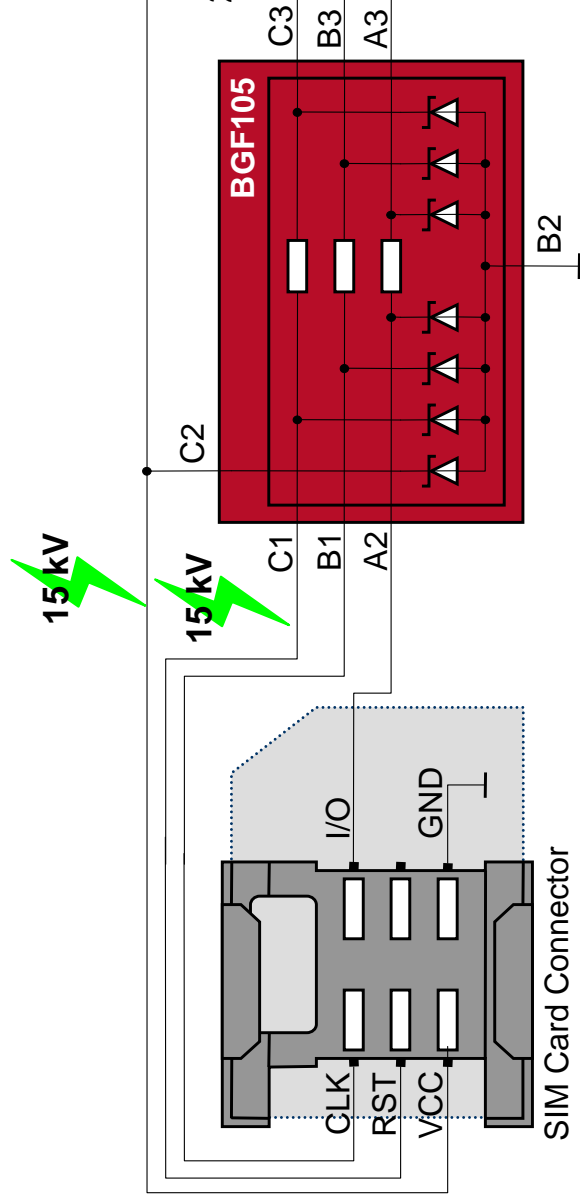 C3
B3
A3
BGF105
B2
C2
15 kV
15 kV
C1
B1
A2
I/O
GND
CLK
RST
VCC
SIM Card Connector